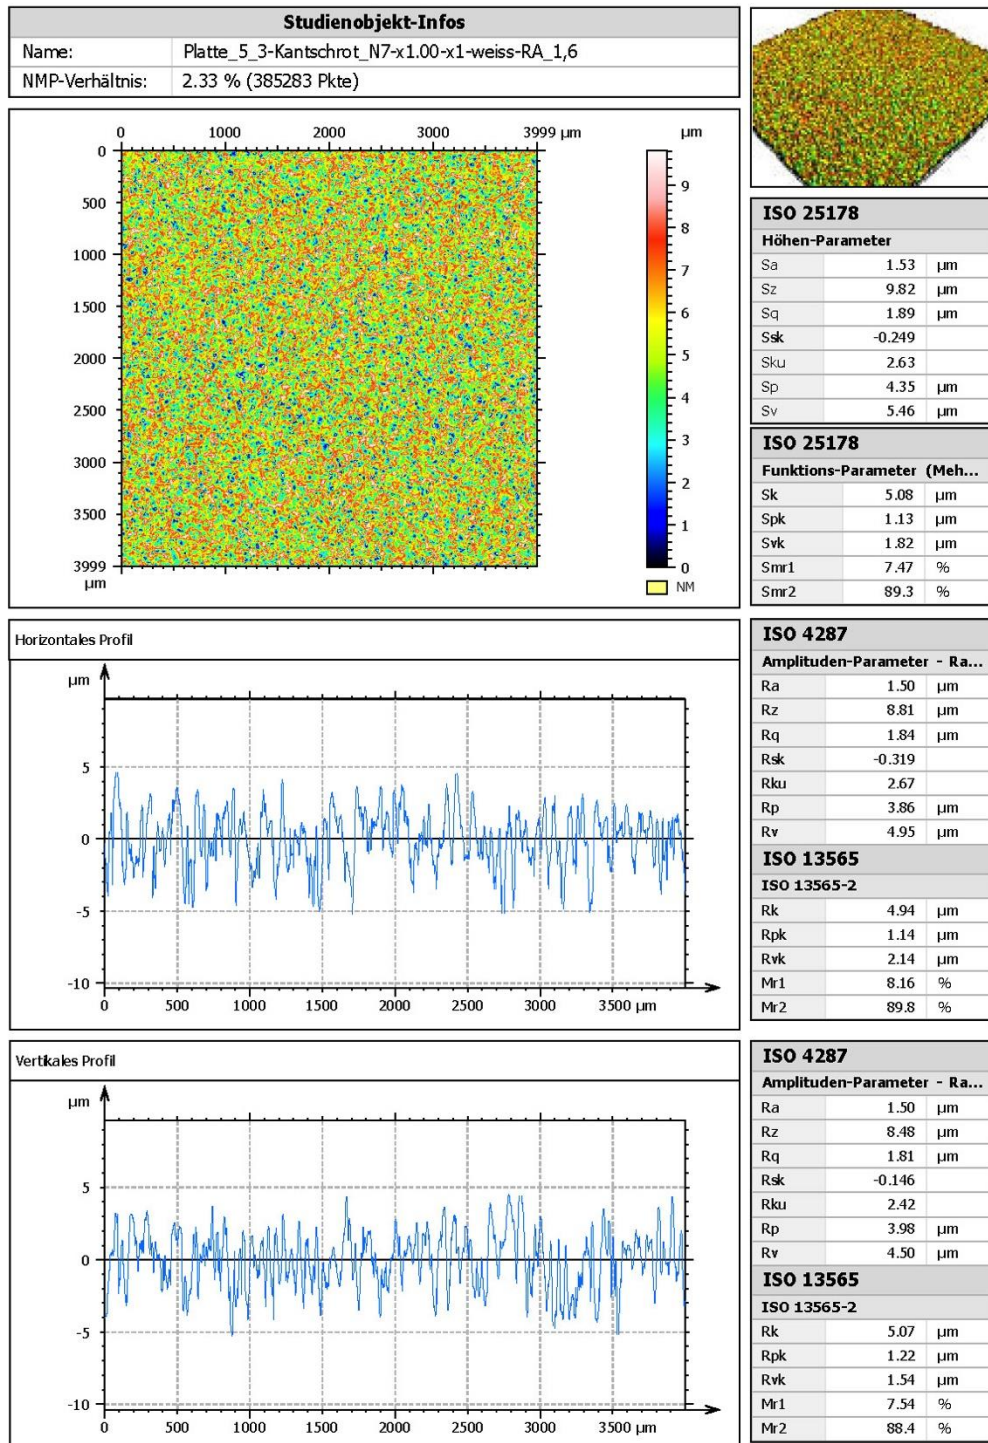 Studienobjekt-Infos
Name: Platte_5_3-Kantschrot_N7-x1.00-x1-weiss-RA_1,6
NMP-Verhältnis: 2.33 % (385283 Pkte)
0 1000 2000 3000 3999 µm
µm
0
500
1000
1500
2000
2500
3000
3500
3999
µm
9
8
7
6
5
4
3
2
1
0
NM
ISO 25178
Höhen-Parameter
Sa 1.53 µm
Sz 9.82 µm
Sq 1.89 µm
Ssk -0.249
Sku 2.63
Sp 4.35 µm
Sv 5.46 µm
ISO 25178
Funktions-Parameter (Meh...
Sk 5.08 µm
Spk 1.13 µm
Svk 1.82 µm
Smr1 7.47 %
Smr2 89.3 %
Horizontales Profil
µm
5
0
-5
-10
0 500 1000 1500 2000 2500 3000 3500 µm
ISO 4287
Amplituden-Parameter - Ra...
Ra 1.50 µm
Rz 8.81 µm
Rq 1.84 µm
Rsk -0.319
Rku 2.67
Rp 3.86 µm
Rv 4.95 µm
ISO 13565
ISO 13565-2
Rk 4.94 µm
Rpk 1.14 µm
Rvk 2.14 µm
Mr1 8.16 %
Mr2 89.8 %
Vertikales Profil
µm
5
0
-5
-10
0 500 1000 1500 2000 2500 3000 3500 µm
ISO 4287
Amplituden-Parameter - Ra...
Ra 1.50 µm
Rz 8.48 µm
Rq 1.81 µm
Rsk -0.146
Rku 2.42
Rp 3.98 µm
Rv 4.50 µm
ISO 13565
ISO 13565-2
Rk 5.07 µm
Rpk 1.22 µm
Rvk 1.54 µm
Mr1 7.54 %
Mr2 88.4 %